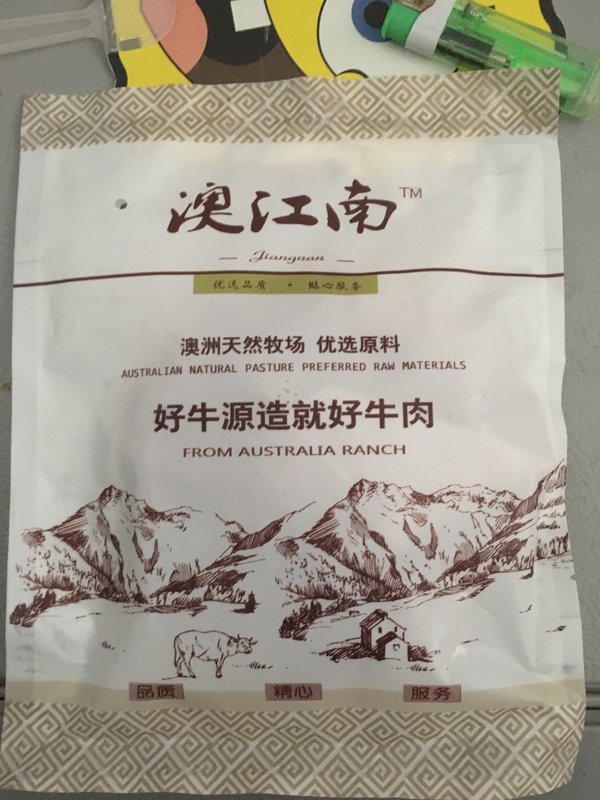 澳江南™
— Jiangnan —
优选品质 · 贴心服务
澳洲天然牧场 优选原料
AUSTRALIAN NATURAL PASTURE PREFERRED RAW MATERIALS
好牛源造就好牛肉
FROM AUSTRALIA RANCH
品质 精心 服务